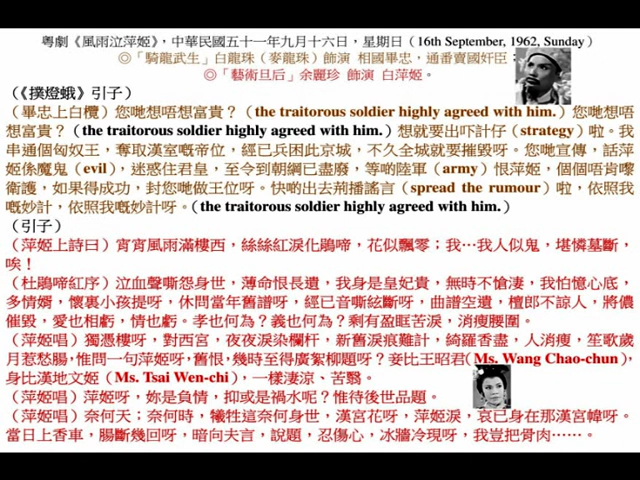 粵劇《風雨泣萍姬》，中華民國五十一年九月十六日，星期日（16th September, 1962, Sunday）
◎「騎龍武生」白龍珠（麥龍珠）飾演 相國畢忠，通番賣國奸臣；
◎「藝術旦后」余麗珍 飾演 白萍姬。
（《撲燈蛾》引子）
（畢忠上白欖）您哋想唔想富貴？（the traitorous soldier highly agreed with him.）您哋想唔
想富貴？（the traitorous soldier highly agreed with him.）想就要出吓計仔（strategy）啦。我
串通個匈奴王，奪取漢室嘅帝位，經已兵困此京城，不久全城就要摧毀呀。您哋宣傳，話萍
姬係魔鬼（evil），迷惑住君皇，至令到朝綱已盡廢，等啲陸軍（army）恨萍姬，個個唔肯嚟
衛護，如果得成功，封您哋做王位呀。快啲出去荊播謠言（spread the rumour）啦，依照我
嘅妙計，依照我嘅妙計呀。（the traitorous soldier highly agreed with him.）
（引子）
（萍姬上詩曰）宵宵風雨滿樓西，絲絲紅淚化鵑啼，花似飄零；我…我人似鬼，堪憐墓斷，
唉！
（杜鵑啼紅序）泣血聲嘶怨身世，薄命恨長遺，我身是皇妃貴，無時不愴淒，我怕憶心底，
多情婿，懷裏小孩提呀，休問當年舊譜呀，經已音嘶絃斷呀，曲譜空遺，檀郎不諒人，將儂
催毀，愛也相虧，情也虧。孝也何為？義也何為？剩有盈眶苦淚，消瘦腰圍。
（萍姬唱）獨憑樓呀，對西宮，夜夜淚染欄杆，新舊淚痕難計，綺羅香盡，人消瘦，笙歌歲
月惹愁腸，惟問一句萍姬呀，舊恨，幾時至得廣絮柳題呀？妾比王昭君（Ms. Wang Chao-chun），
身比漢地文姬（Ms. Tsai Wen-chi），一樣淒涼、苦翳。
（萍姬唱）萍姬呀，妳是負情，抑或是禍水呢？惟待後世品題。
（萍姬唱）奈何天；奈何時，犧牲這奈何身世，漢宮花呀，萍姬淚，哀已身在那漢宮幃呀。
當日上香車，腸斷幾回呀，暗向夫言，說題，忍傷心，冰牆冷現呀，我豈把骨肉……。